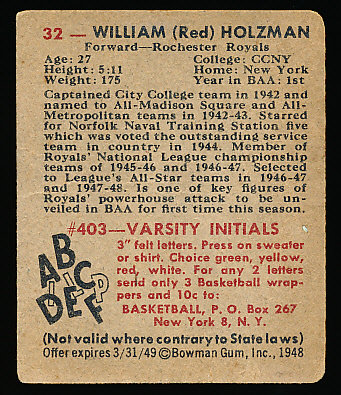 32 — WILLIAM (Red) HOLZMAN
Forward—Rochester Royals
Age: 27 College: CCNY
Height: 5:11 Home: New York
Weight: 175 Year in BAA: 1st
Captained City College team in 1942 and
named to All-Madison Square and All-
Metropolitan teams in 1942-43. Starred
for Norfolk Naval Training Station five
which was voted the outstanding service
team in country in 1944. Member of
Royals' National League championship
teams of 1945-46 and 1946-47. Selected
to League's All-Star teams in 1946-47
and 1947-48. Is one of key figures of
Royals' powerhouse attack to be un-
veiled in BAA for first time this season.
#403—VARSITY INITIALS
3" felt letters. Press on sweater
or shirt. Choice green, yellow,
red, white. For any 2 letters
send only 3 Basketball wrap-
pers and 10c to:
BASKETBALL, P. O. Box 267
New York 8, N. Y.
ABC
LICP
DEF
(Not valid where contrary to State laws)
Offer expires 3/31/49 ©Bowman Gum, Inc., 1948